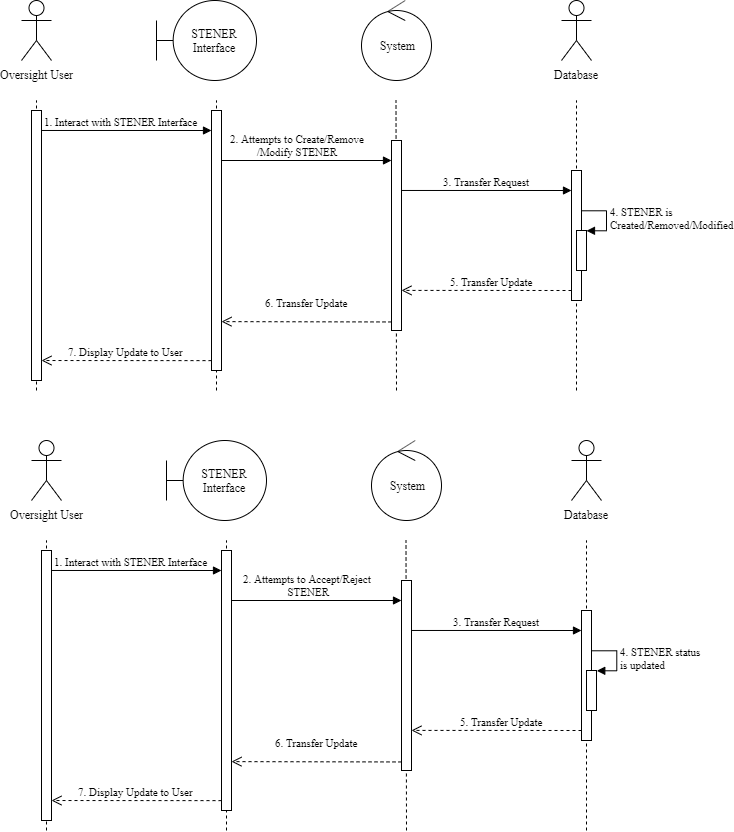 STENER
Interface
System
Oversight User
Database
1. Interact with STENER Interface
2. Attempts to Create/Remove
/Modify STENER
3. Transfer Request
4. STENER is
Created/Removed/Modified
5. Transfer Update
6. Transfer Update
7. Display Update to User
STENER
Interface
System
Oversight User
Database
1. Interact with STENER Interface
2. Attempts to Accept/Reject
STENER
3. Transfer Request
4. STENER status
is updated
5. Transfer Update
6. Transfer Update
7. Display Update to User